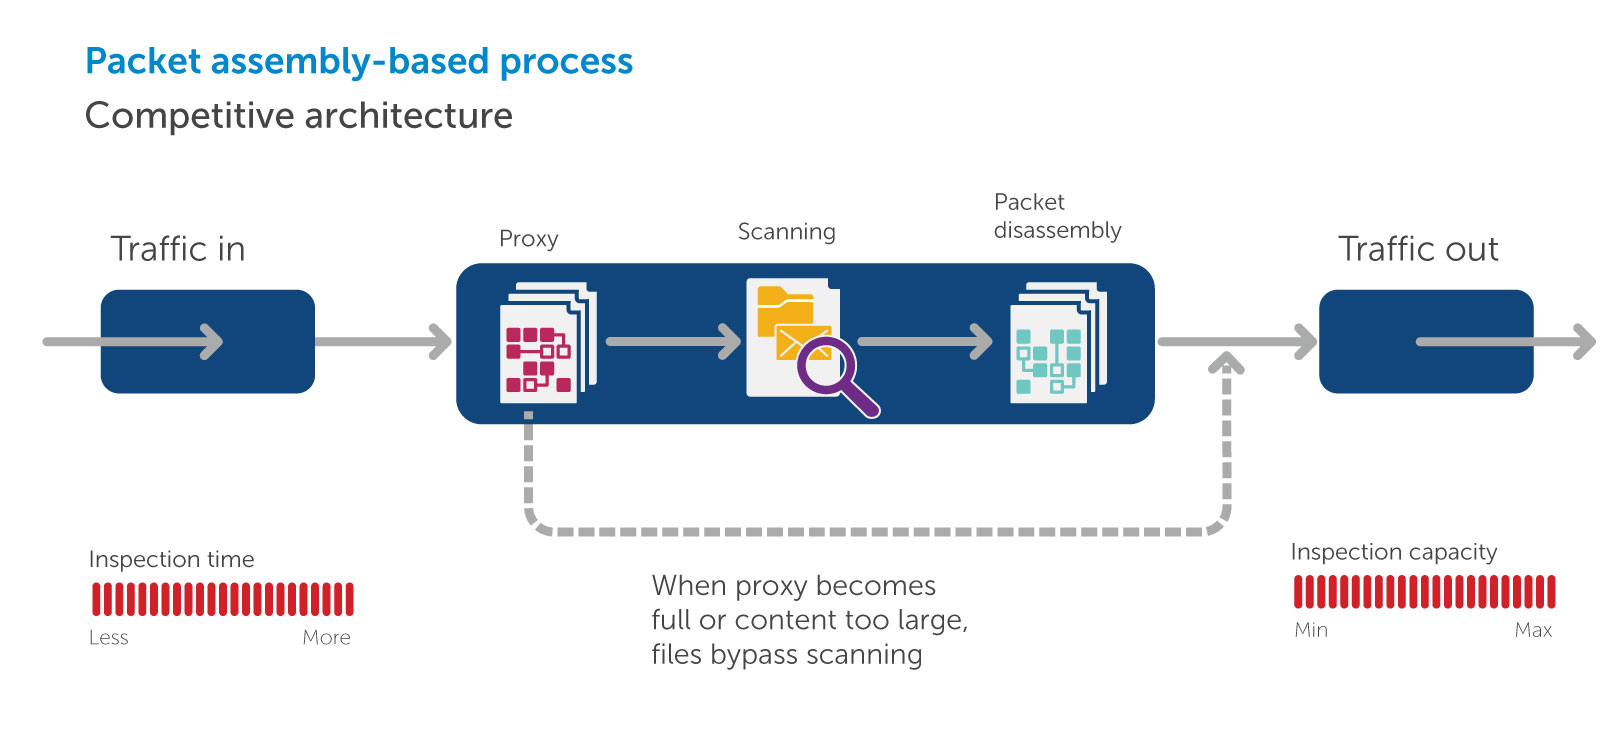 Packet assembly-based process
Competitive architecture
Traffic in
Proxy
Scanning
Packet
disassembly
Traffic out
Inspection time
Less
More
When proxy becomes
full or content too large,
files bypass scanning
Inspection capacity
Min
Max